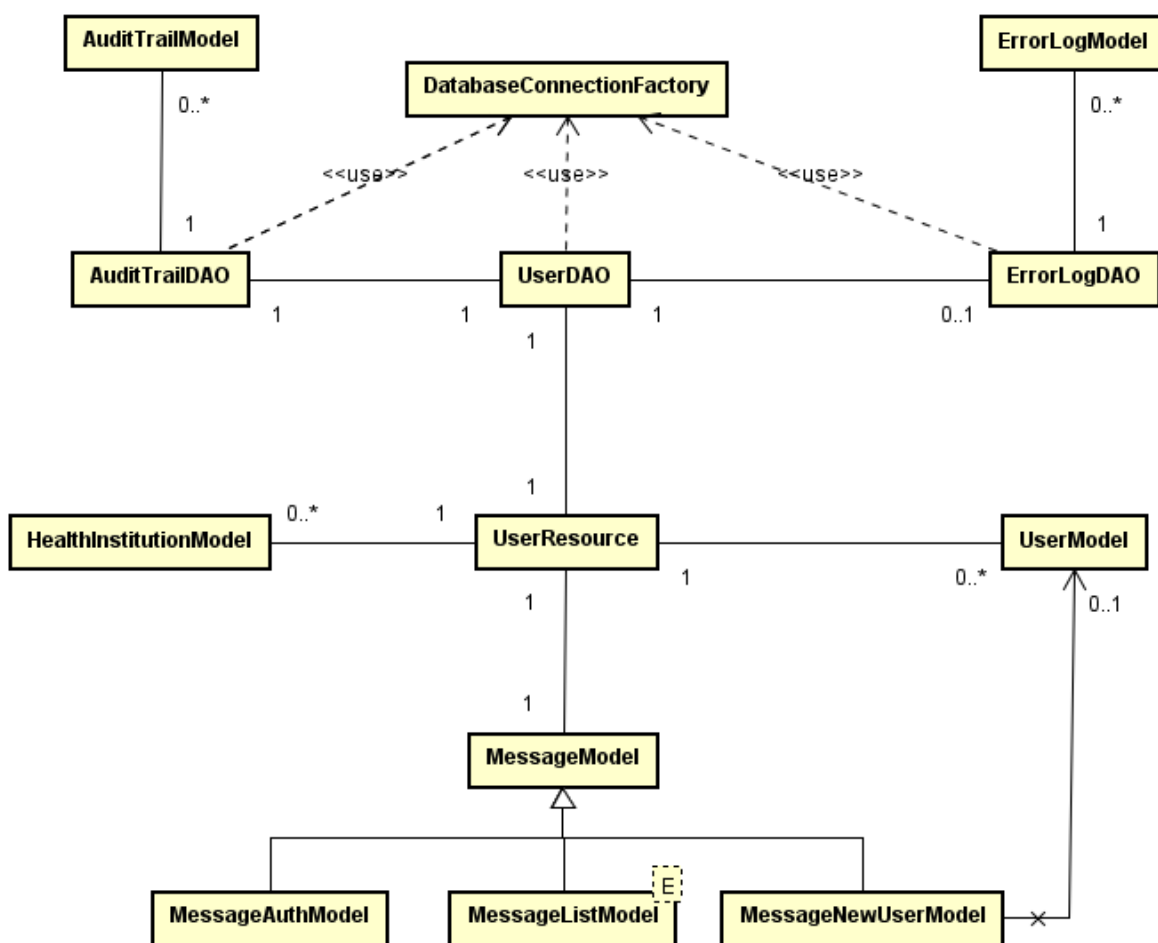 AuditTrailModel
ErrorLogModel
DatabaseConnectionFactory
0..*
0..*
<<use>>
<<use>>
<<use>>
1
1
AuditTrailDAO
UserDAO
ErrorLogDAO
1
1
1
0..1
1
1
0..*
1
HealthInstitutionModel
UserResource
UserModel
1
0..*
1
0..1
1
MessageModel
E
MessageAuthModel
MessageListModel
MessageNewUserModel